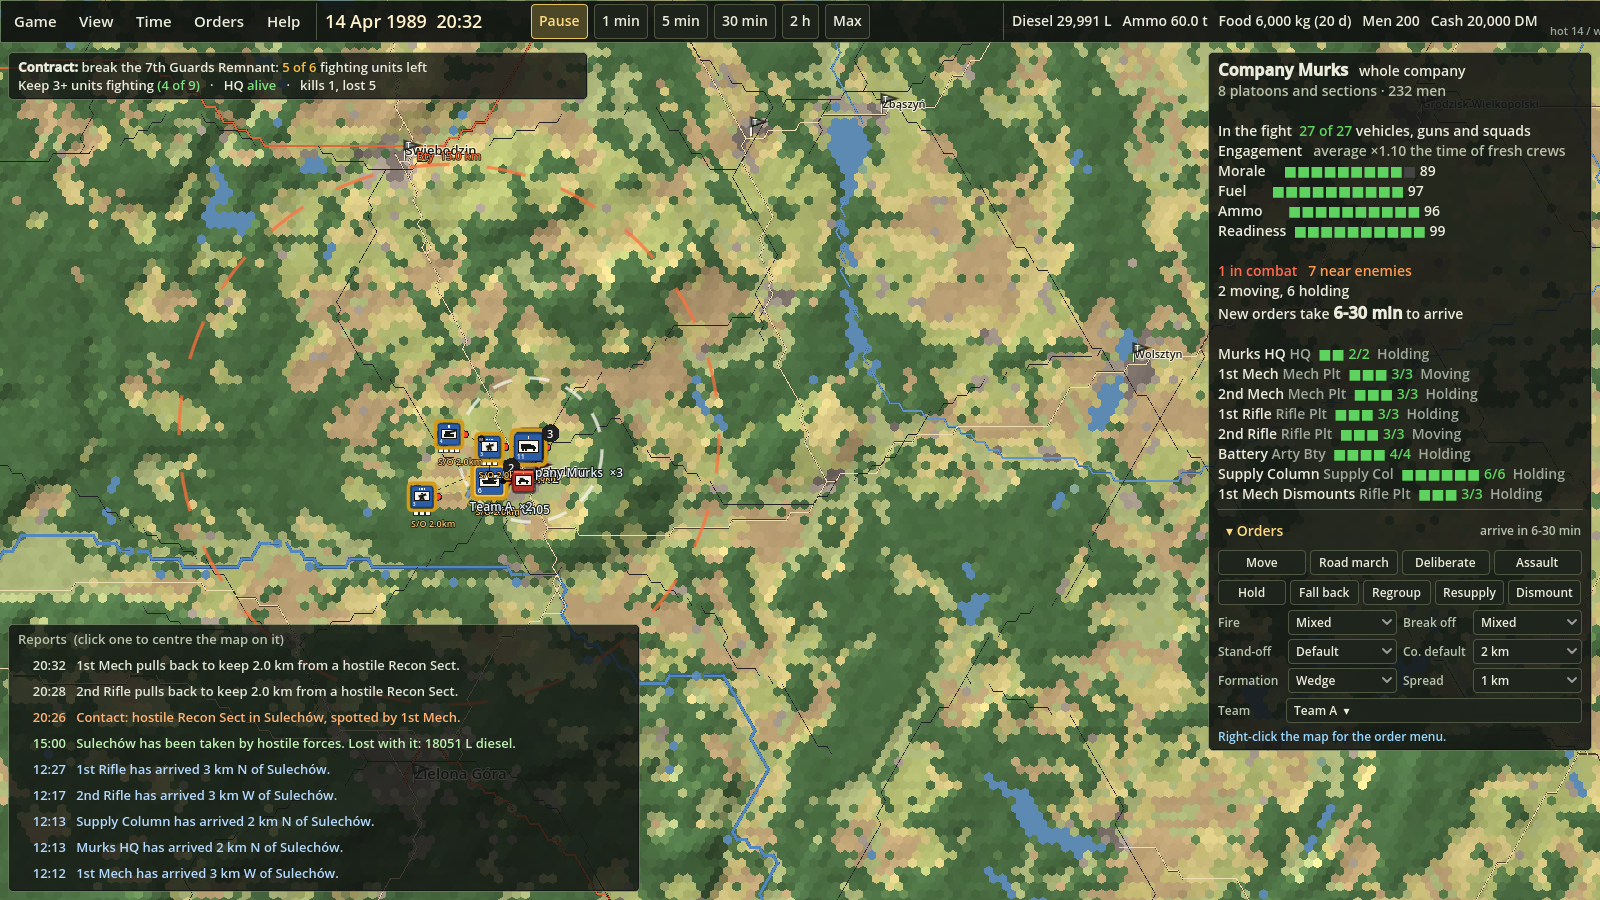 Game View Time Orders Help 14 Apr 1989 20:32 Pause 1 min 5 min 30 min 2 h Max Diesel 29,991 L Ammo 60.0 t Food 6,000 kg (20 d) Men 200 Cash 20,000 DM
hot 14 / w
Contract: break the 7th Guards Remnant: 5 of 6 fighting units left
Keep 3+ units fighting (4 of 9) · HQ alive · kills 1, lost 5
Company Murks whole company
8 platoons and sections · 232 men
In the fight 27 of 27 vehicles, guns and squads
Engagement average ×1.10 the time of fresh crews
Morale 89
Fuel 97
Ammo 96
Readiness 99
1 in combat 7 near enemies
2 moving, 6 holding
New orders take 6-30 min to arrive
Murks HQ HQ 2/2 Holding
1st Mech Mech Plt 3/3 Moving
2nd Mech Mech Plt 3/3 Holding
1st Rifle Rifle Plt 3/3 Holding
2nd Rifle Rifle Plt 3/3 Moving
Battery Arty Bty 4/4 Holding
Supply Column Supply Col 6/6 Holding
1st Mech Dismounts Rifle Plt 3/3 Holding
▾ Orders arrive in 6-30 min
Move Road march Deliberate Assault
Hold Fall back Regroup Resupply Dismount
Fire Mixed Break off Mixed
Stand-off Default Co. default 2 km
Formation Wedge Spread 1 km
Team Team A ▾
Right-click the map for the order menu.
Zbąszyń
Grodzisk Wielkopolski
Świebodzin
Wolsztyn
3
S/O 2.0km
2
pany Murks ×3
Team A ×2
S/O 2.0km
Zielona Góra
Reports (click one to centre the map on it)
20:32 1st Mech pulls back to keep 2.0 km from a hostile Recon Sect.
20:28 2nd Rifle pulls back to keep 2.0 km from a hostile Recon Sect.
20:26 Contact: hostile Recon Sect in Sulechów, spotted by 1st Mech.
15:00 Sulechów has been taken by hostile forces. Lost with it: 18051 L diesel.
12:27 1st Rifle has arrived 3 km N of Sulechów.
12:17 2nd Rifle has arrived 3 km W of Sulechów.
12:13 Supply Column has arrived 2 km N of Sulechów.
12:13 Murks HQ has arrived 2 km N of Sulechów.
12:12 1st Mech has arrived 3 km W of Sulechów.